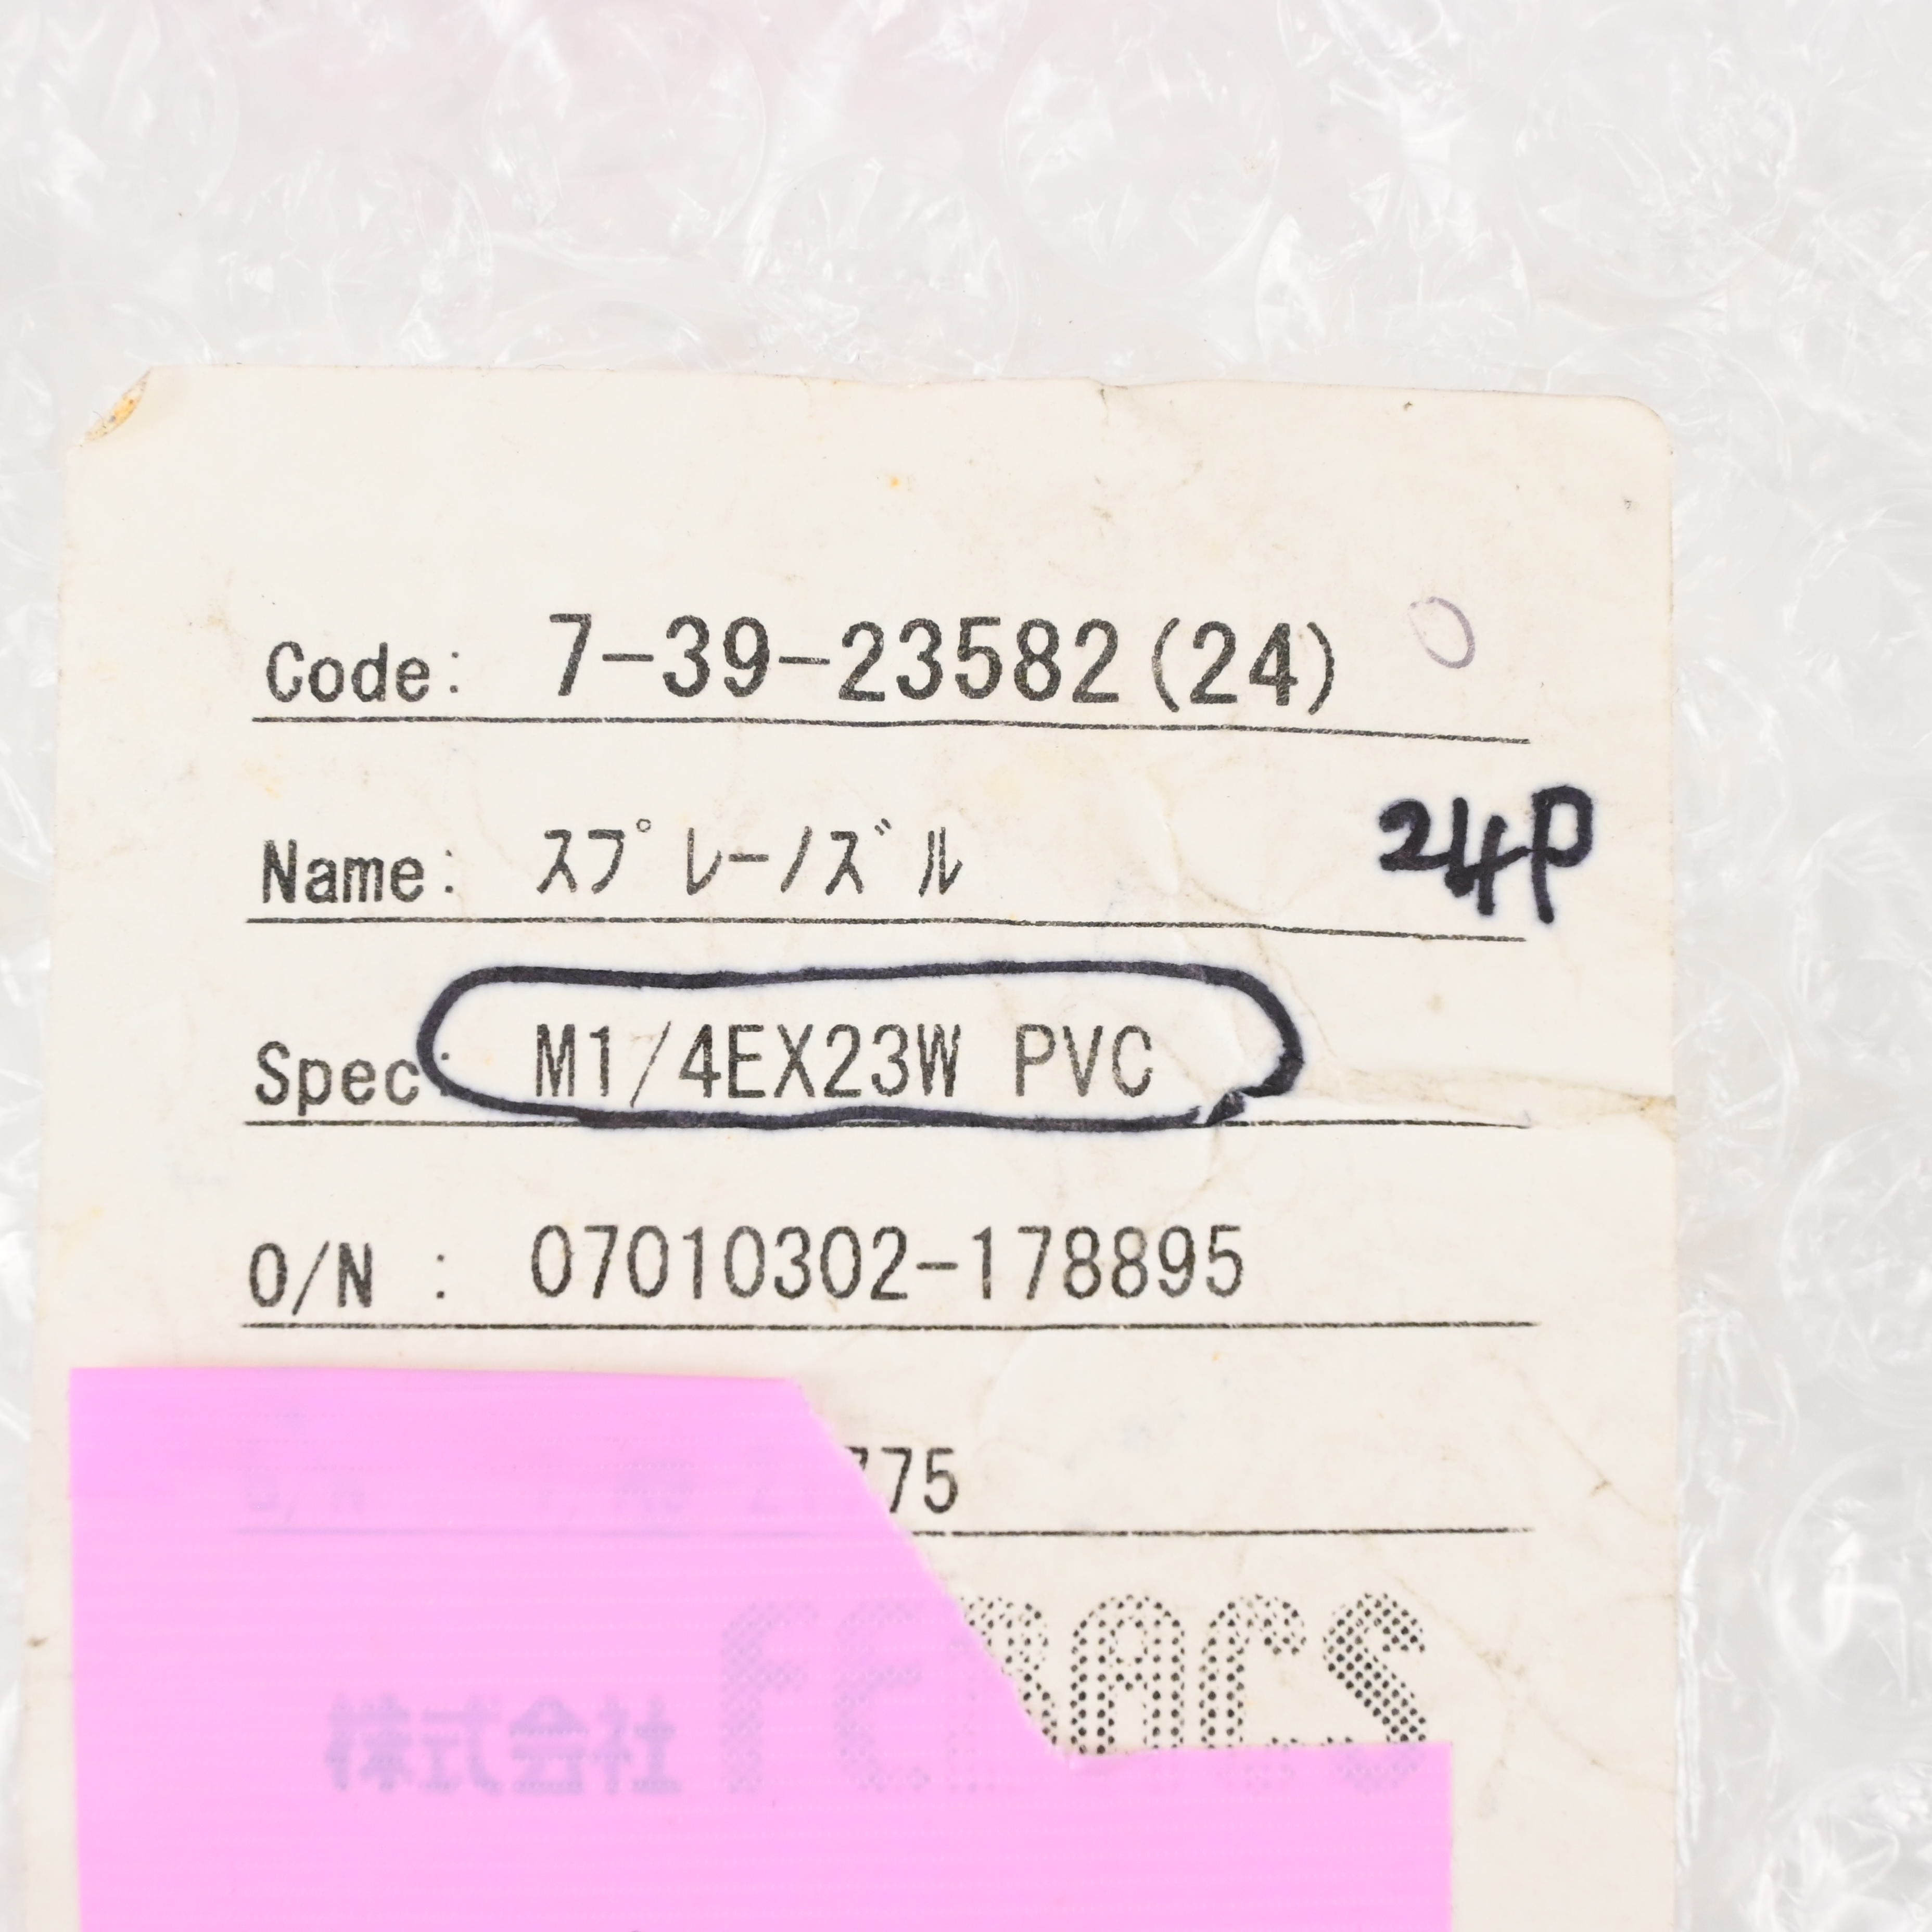 Code: 7-39-23582(24)
24P
Name: スプレーノズル
Spec: M1/4EX23W PVC
O/N : 07010302-178895
775
株式会社